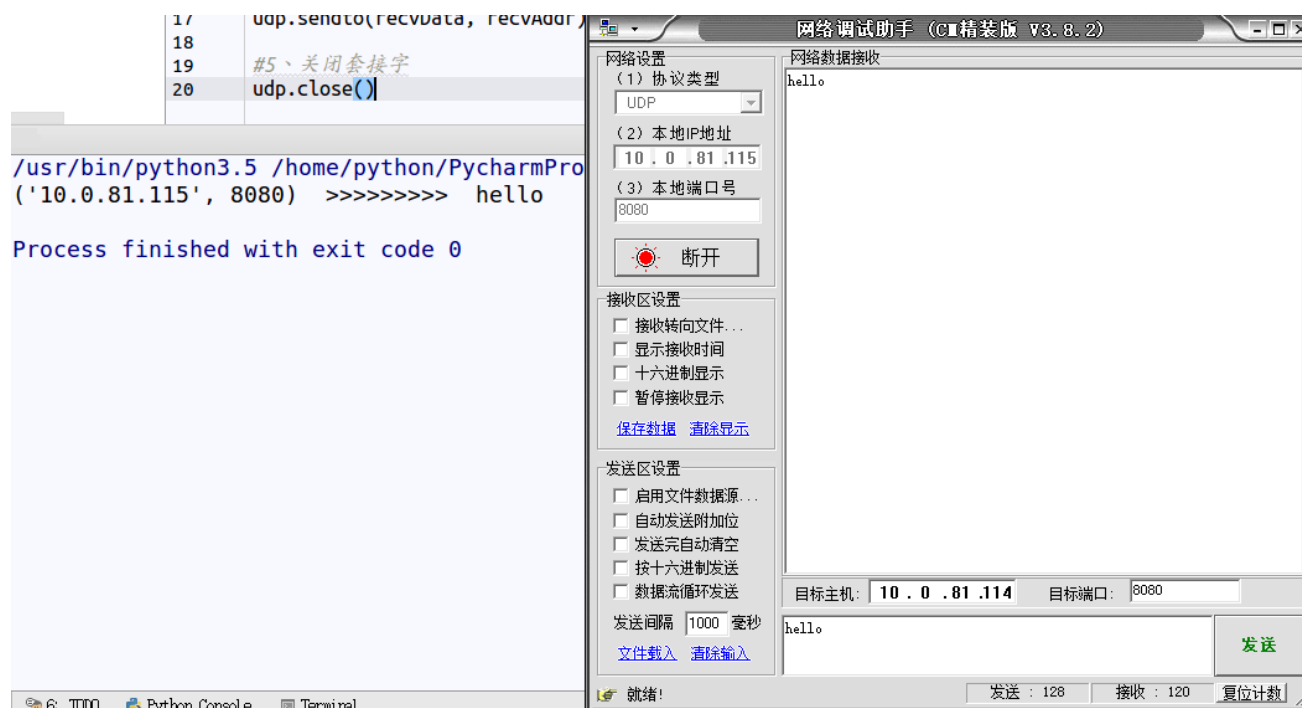 17 udp.sendto(recvData, recvAddr)
18
19 #5、关闭套接字
20 udp.close()
/usr/bin/python3.5 /home/python/PycharmPro
('10.0.81.115', 8080) >>>>>>>>> hello
Process finished with exit code 0
6: TODO Python Console Terminal
网络调试助手 (CM精装版 V3.8.2)
网络设置
(1) 协议类型
UDP
(2) 本地IP地址
10 . 0 .81 .115
(3) 本地端口号
8080
断开
接收区设置
接收转向文件...
显示接收时间
十六进制显示
暂停接收显示
保存数据 清除显示
发送区设置
启用文件数据源...
自动发送附加位
发送完自动清空
按十六进制发送
数据流循环发送
发送间隔 1000 毫秒
文件载入 清除输入
网络数据接收
hello
目标主机: 10 . 0 .81 .114 目标端口: 8080
hello
发送
就绪! 发送 : 128 接收 : 120 复位计数